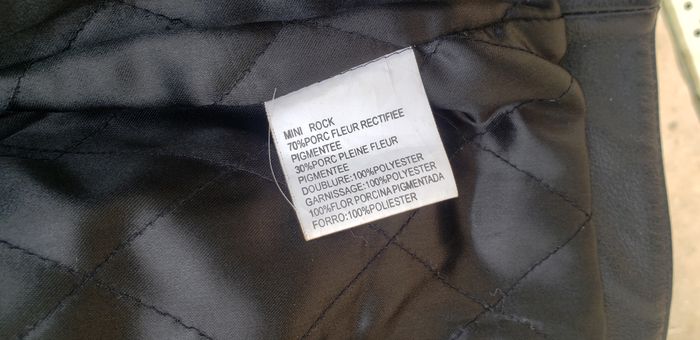 MINI ROCK
70%PORC FLEUR RECTIFIEE
PIGMENTEE
30%PORC PLEINE FLEUR
PIGMENTEE
DOUBLURE:100%POLYESTER
GARNISSAGE:100%POLYESTER
100%FLOR PORCINA PIGMENTADA
FORRO:100%POLIESTER